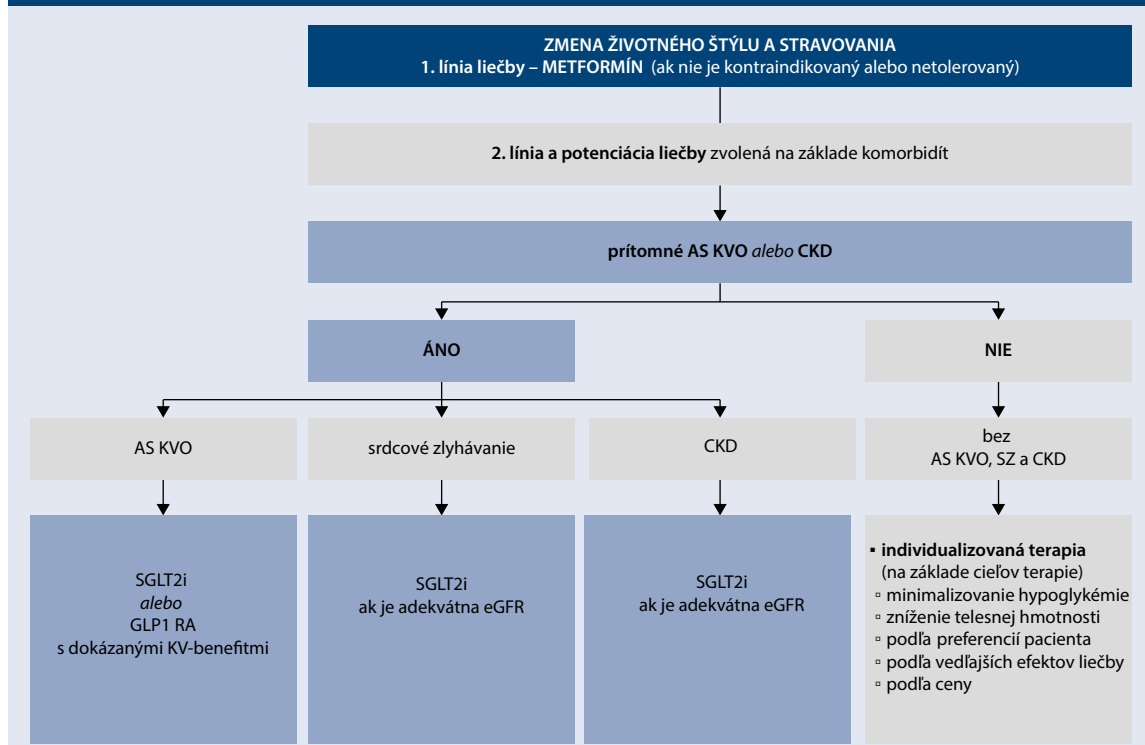 ZMENA ŽIVOTNÉHO ŠTÝLU A STRAVOVANIA
1. línia liečby – METFORMÍN (ak nie je kontraindikovaný alebo netolerovaný)
2. línia a potenciácia liečby zvolená na základe komorbidít
prítomné AS KVO alebo CKD
ÁNO
NIE
AS KVO
srdcové zlyhávanie
CKD
bez
AS KVO, SZ a CKD
SGLT2i
alebo
GLP1 RA
s dokázanými KV-benefitmi
SGLT2i
ak je adekvátna eGFR
SGLT2i
ak je adekvátna eGFR
▪ individualizovaná terapia
(na základe cieľov terapie)
▫ minimalizovanie hypoglykémie
▫ zníženie telesnej hmotnosti
▫ podľa preferencií pacienta
▫ podľa vedľajších efektov liečby
▫ podľa ceny